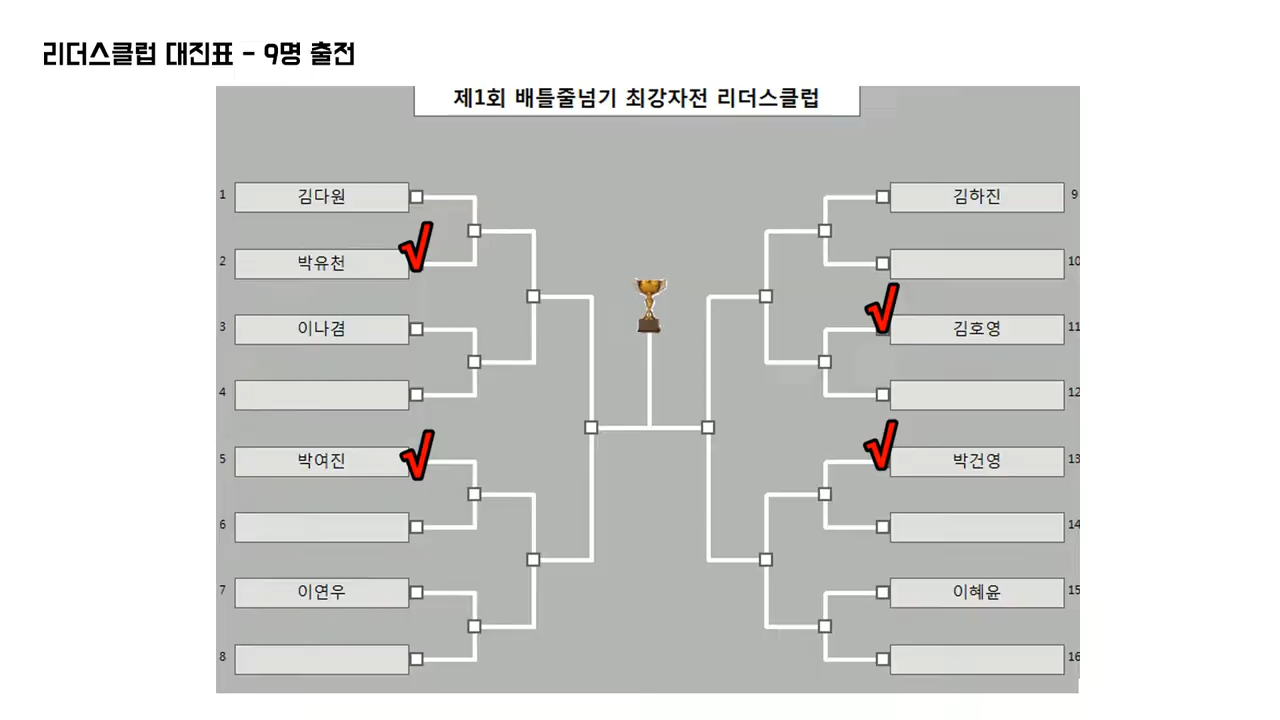 리더스클럽 대진표 - 9명 출전
제1회 배틀줄넘기 최강자전 리더스클럽
1 김다원
2 박유천
3 이나겸
4
5 박여진
6
7 이연우
8
김하진 9
10
김호영 11
12
박건영 13
14
이혜윤 15
16